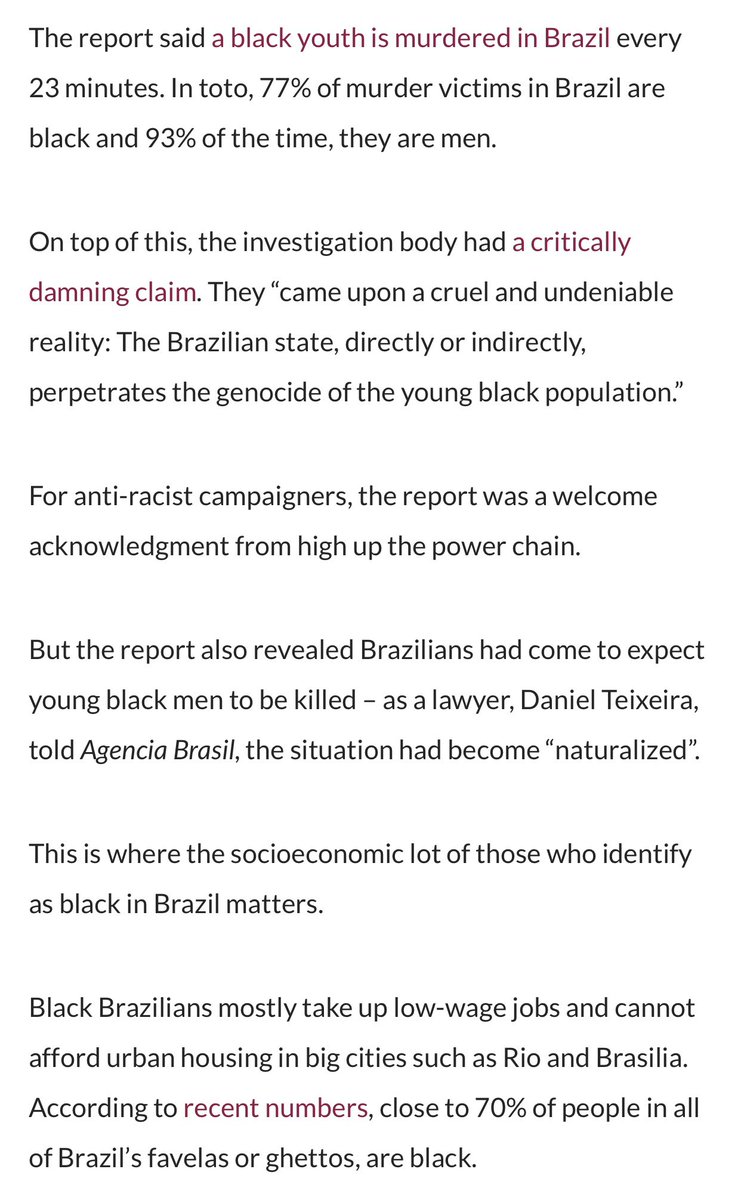 The report said a black youth is murdered in Brazil every
23 minutes. In toto, 77% of murder victims in Brazil are
black and 93% of the time, they are men.
On top of this, the investigation body had a critically
damning claim. They “came upon a cruel and undeniable
reality: The Brazilian state, directly or indirectly,
perpetrates the genocide of the young black population.”
For anti-racist campaigners, the report was a welcome
acknowledgment from high up the power chain.
But the report also revealed Brazilians had come to expect
young black men to be killed – as a lawyer, Daniel Teixeira,
told Agencia Brasil, the situation had become “naturalized”.
This is where the socioeconomic lot of those who identify
as black in Brazil matters.
Black Brazilians mostly take up low-wage jobs and cannot
afford urban housing in big cities such as Rio and Brasilia.
According to recent numbers, close to 70% of people in all
of Brazil’s favelas or ghettos, are black.